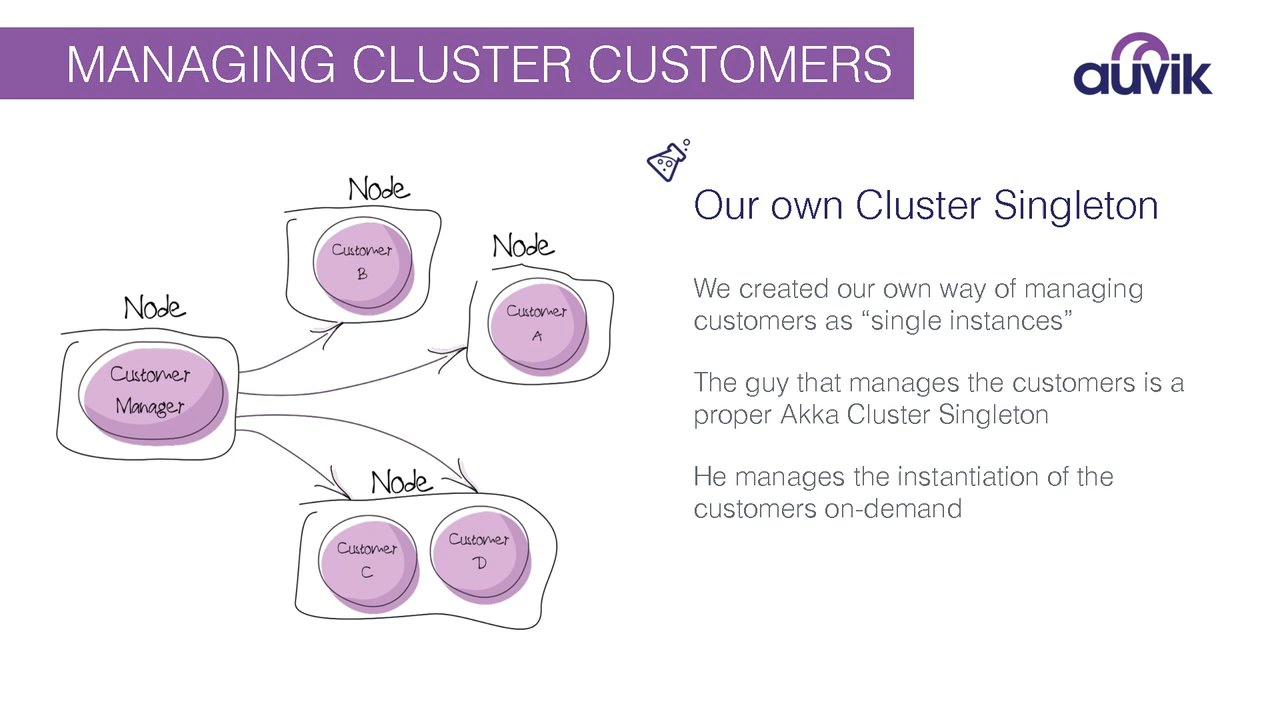 MANAGING CLUSTER CUSTOMERS
auvik
Node
Customer
B
Node
Customer
A
Node
Customer
Manager
Node
Customer
C
Customer
D
Our own Cluster Singleton
We created our own way of managing
customers as “single instances”
The guy that manages the customers is a
proper Akka Cluster Singleton
He manages the instantiation of the
customers on-demand